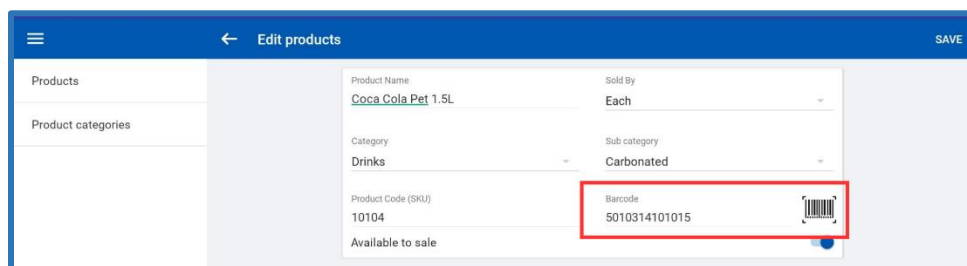 Edit products
SAVE
Products
Product categories
Product Name
Coca Cola Pet 1.5L
Sold By
Each
Category
Drinks
Sub category
Carbonated
Product Code (SKU)
10104
Barcode
5010314101015
Available to sale